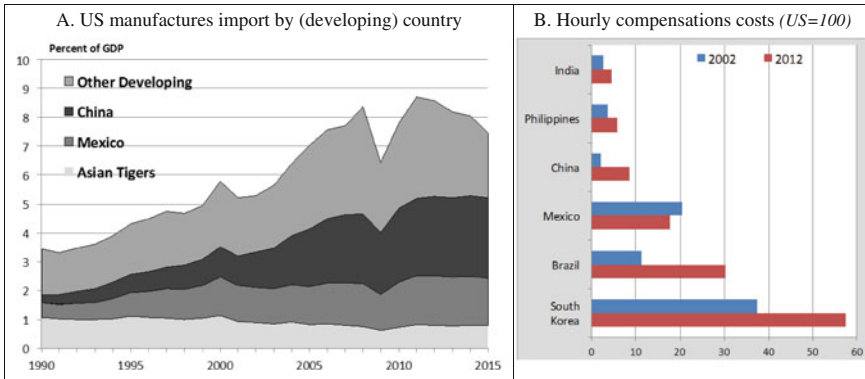 A. US manufactures import by (developing) country
Percent of GDP
10
9
8
7
6
5
4
3
2
1
0
Other Developing
China
Mexico
Asian Tigers
1990 1995 2000 2005 2010 2015
B. Hourly compensations costs (US=100)
2002 2012
India
Philippines
China
Mexico
Brazil
South
Korea
0 10 20 30 40 50 60